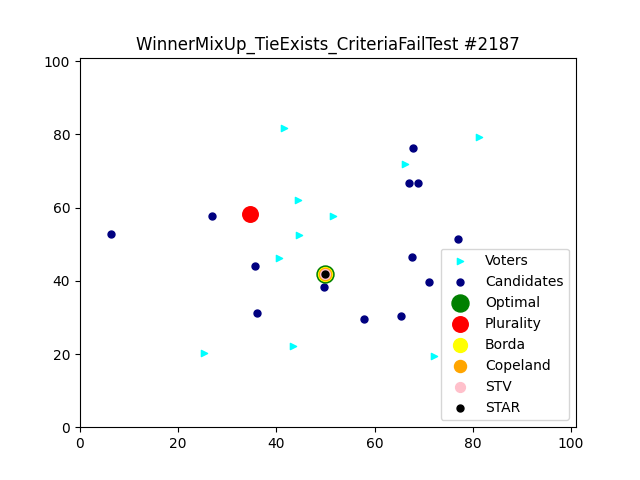 WinnerMixUp_TieExists_CriteriaFailTest #2187
100
80
60
40
20
0
0 20 40 60 80 100
Voters
Candidates
Optimal
Plurality
Borda
Copeland
STV
STAR